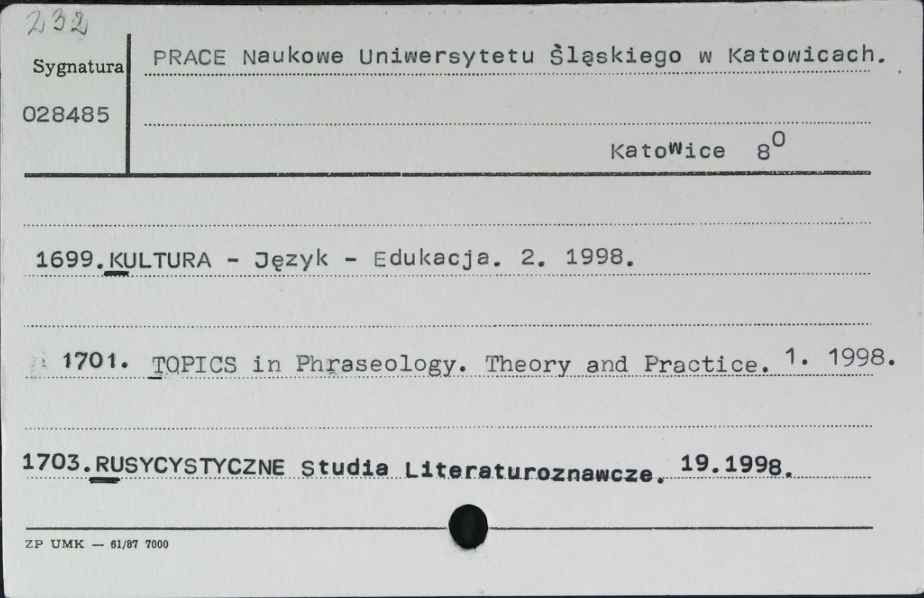 232
Sygnatura
PRACE Naukowe Uniwersytetu Śląskiego w Katowicach.
028485
Katowice 8⁰
1699. KULTURA - Język - Edukacja. 2. 1998.
1701. TOPICS in Phraseology. Theory and Practice. 1. 1998.
1703. RUSYCYSTYCZNE Studia Literaturoznawcze. 19.1998.
ZP UMK — 61/87 7000